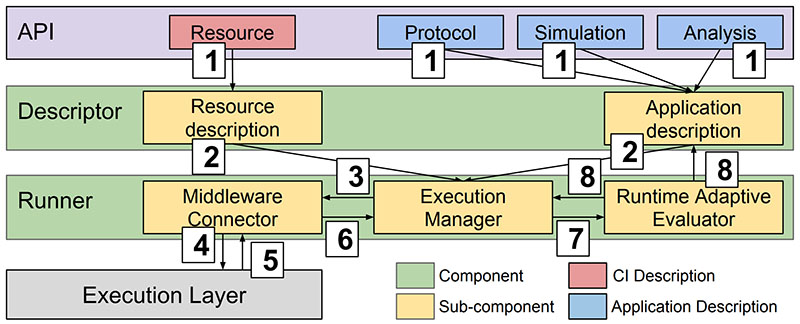 API
Resource
Protocol
Simulation
Analysis
1
1
1
1
Descriptor
Resource
description
Application
description
2
2
3
8
8
Runner
Middleware
Connector
Execution
Manager
Runtime Adaptive
Evaluator
4
5
6
7
Execution Layer
Component
CI Description
Sub-component
Application Description